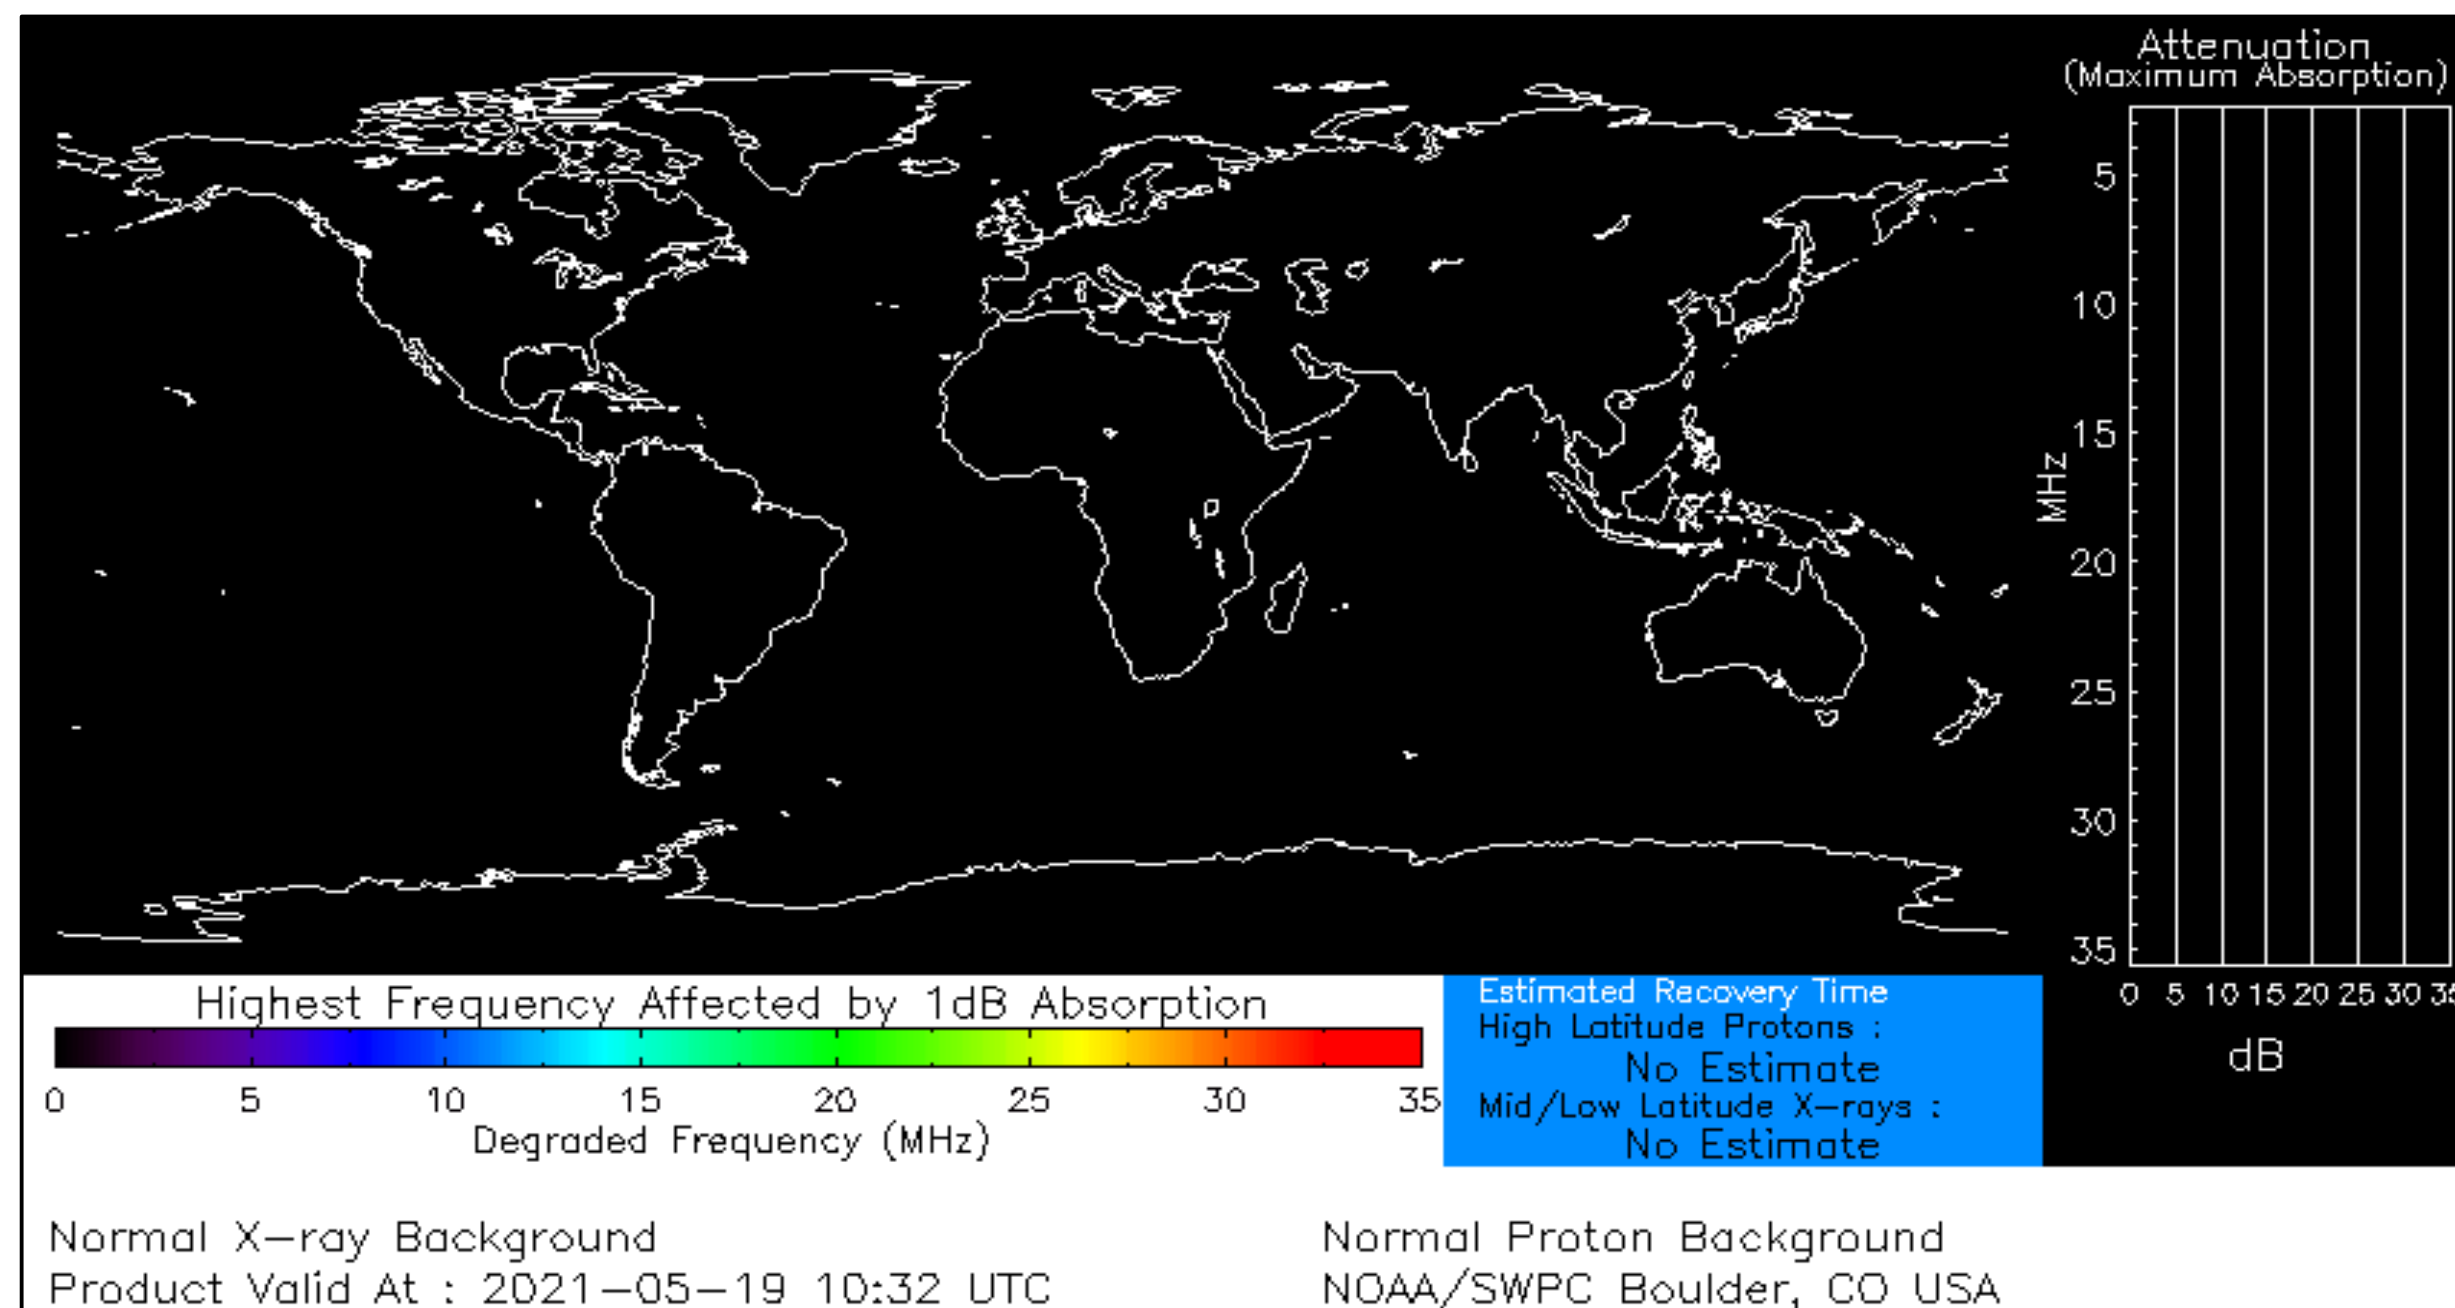 Attenuation
(Maximum Absorption)
5
10
15
20
25
30
35
MHz
0 5 10 15 20 25 30 35
dB
Highest Frequency Affected by 1dB Absorption
0 5 10 15 20 25 30 35
Degraded Frequency (MHz)
Estimated Recovery Time
High Latitude Protons :
No Estimate
Mid/Low Latitude X-rays :
No Estimate
Normal X-ray Background
Normal Proton Background
Product Valid At : 2021-05-19 10:32 UTC
NOAA/SWPC Boulder, CO USA